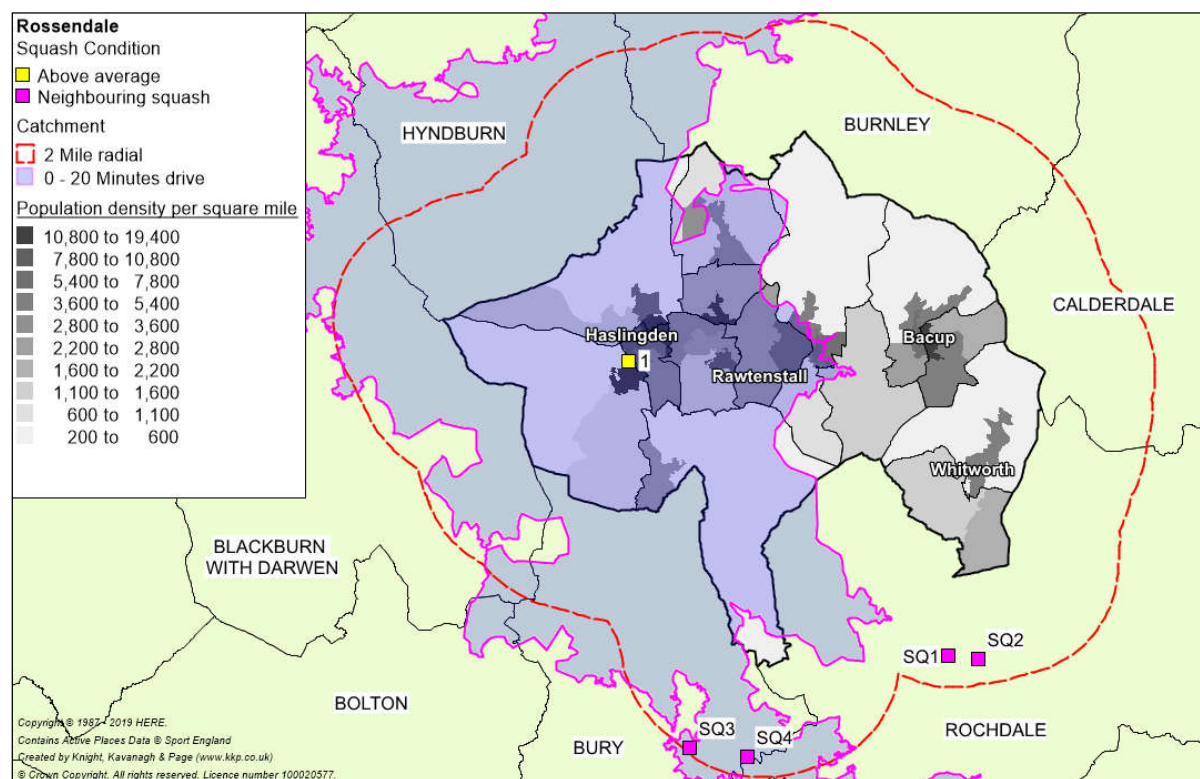 Rossendale
Squash Condition
Above average
Neighbouring squash
Catchment
2 Mile radial
0 - 20 Minutes drive
Population density per square mile
10,800 to 19,400
7,800 to 10,800
5,400 to 7,800
3,600 to 5,400
2,800 to 3,600
2,200 to 2,800
1,600 to 2,200
1,100 to 1,600
600 to 1,100
200 to 600
HYNDBURN
BURNLEY
CALDERDALE
Haslingden
1
Rawtenstall
Bacup
Whitworth
BLACKBURN
WITH DARWEN
BOLTON
BURY
ROCHDALE
SQ1
SQ2
SQ3
SQ4
Copyright © 1987 - 2019 HERE.
Contains Active Places Data © Sport England
Created by Knight, Kavanagh & Page (www.kkp.co.uk)
© Crown Copyright. All rights reserved. Licence number 100020577.